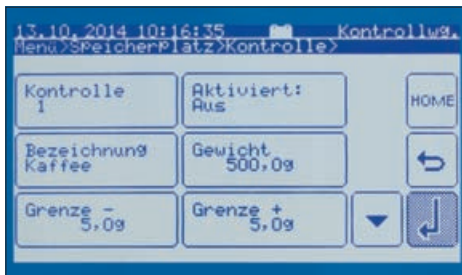 13.10.2014 10:16:35 Kontrollwg.
Menu>Speicherplatz>Kontrolle>
Kontrolle
1
Aktiviert:
Aus
HOME
Bezeichnung
Kaffee
Gewicht
500,0g
Grenze -
5,0g
Grenze +
5,0g